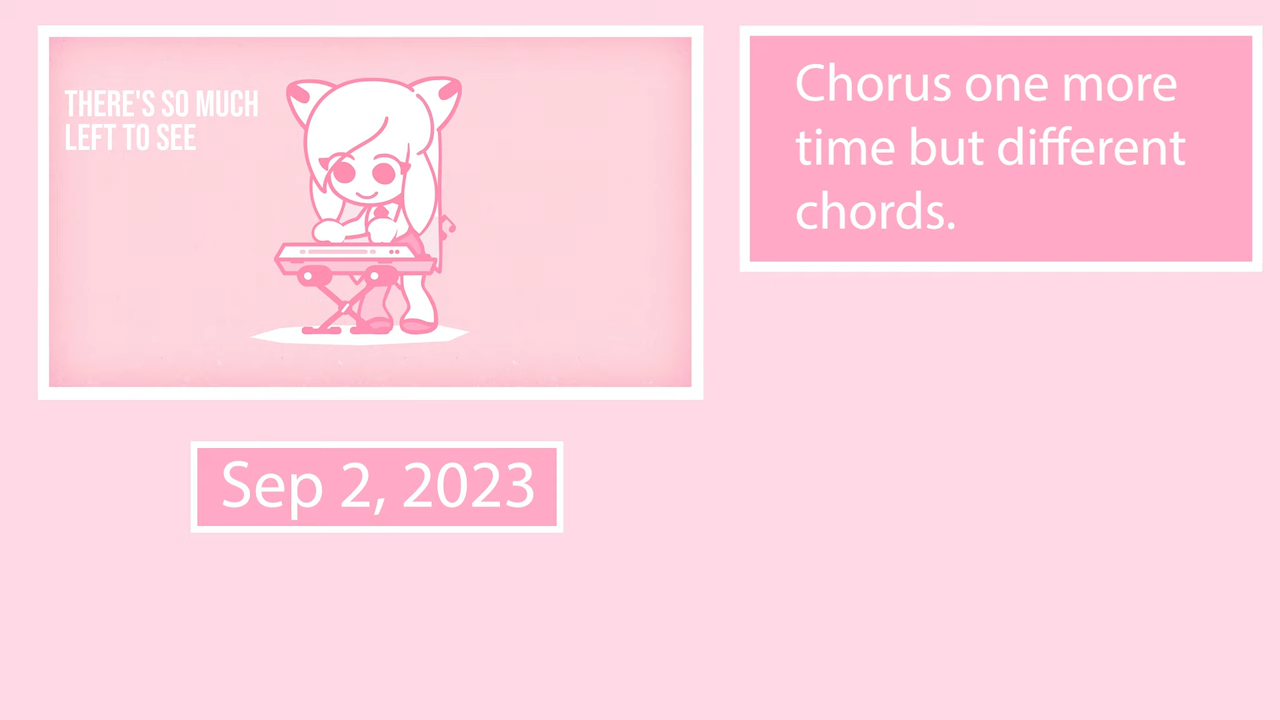 THERE'S SO MUCH
LEFT TO SEE
Chorus one more
time but different
chords.
Sep 2, 2023